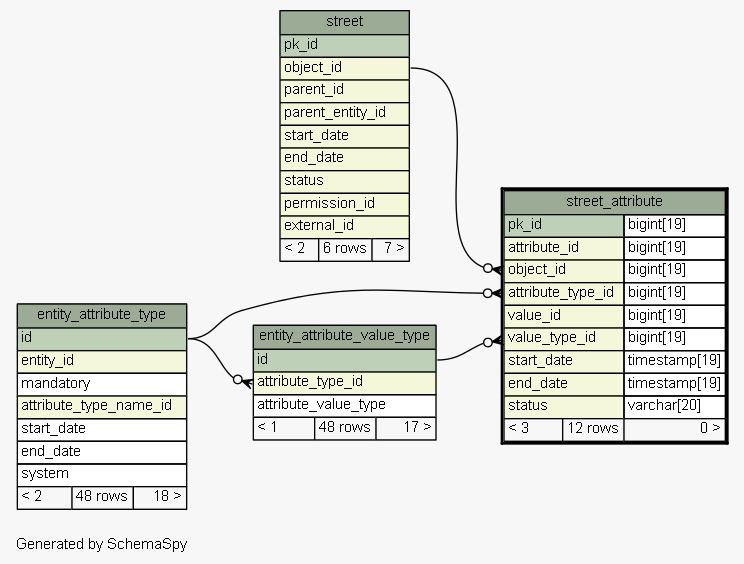 street
pk_id
object_id
parent_id
parent_entity_id
start_date
end_date
status
permission_id
external_id
< 2 6 rows 7 >
street_attribute
pk_id bigint[19]
attribute_id bigint[19]
object_id bigint[19]
attribute_type_id bigint[19]
value_id bigint[19]
value_type_id bigint[19]
start_date timestamp[19]
end_date timestamp[19]
status varchar[20]
< 3 12 rows 0 >
entity_attribute_type
id
entity_id
mandatory
attribute_type_name_id
start_date
end_date
system
< 2 48 rows 18 >
entity_attribute_value_type
id
attribute_type_id
attribute_value_type
< 1 48 rows 17 >
Generated by SchemaSpy